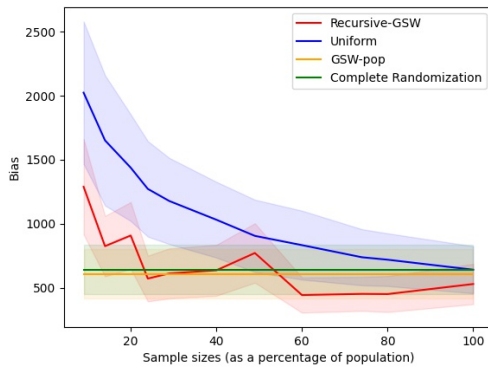 Recursive-GSW
Uniform
GSW-pop
Complete Randomization
2500
2000
1500
1000
500
Bias
20
40
60
80
100
Sample sizes (as a percentage of population)